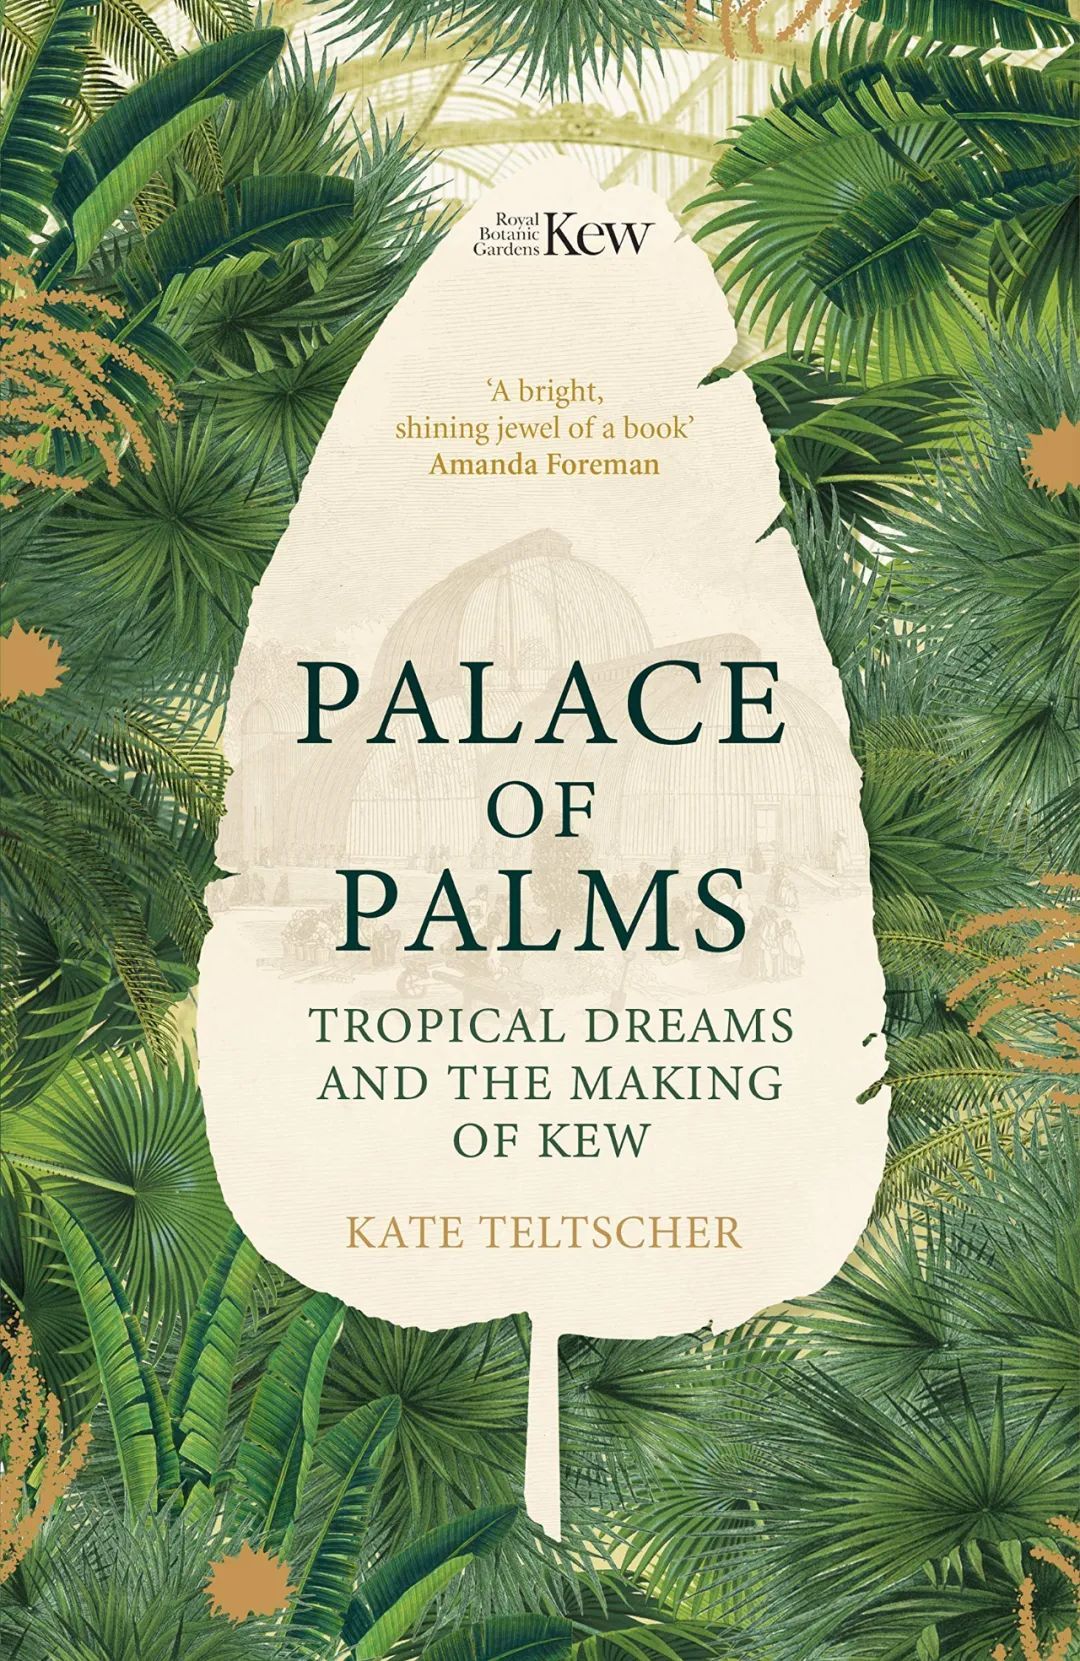 Royal
Botanic
Gardens
Kew
‘A bright,
shining jewel of a book’
Amanda Foreman
PALACE
OF
PALMS
TROPICAL DREAMS
AND THE MAKING
OF KEW
KATE TELTSCHER